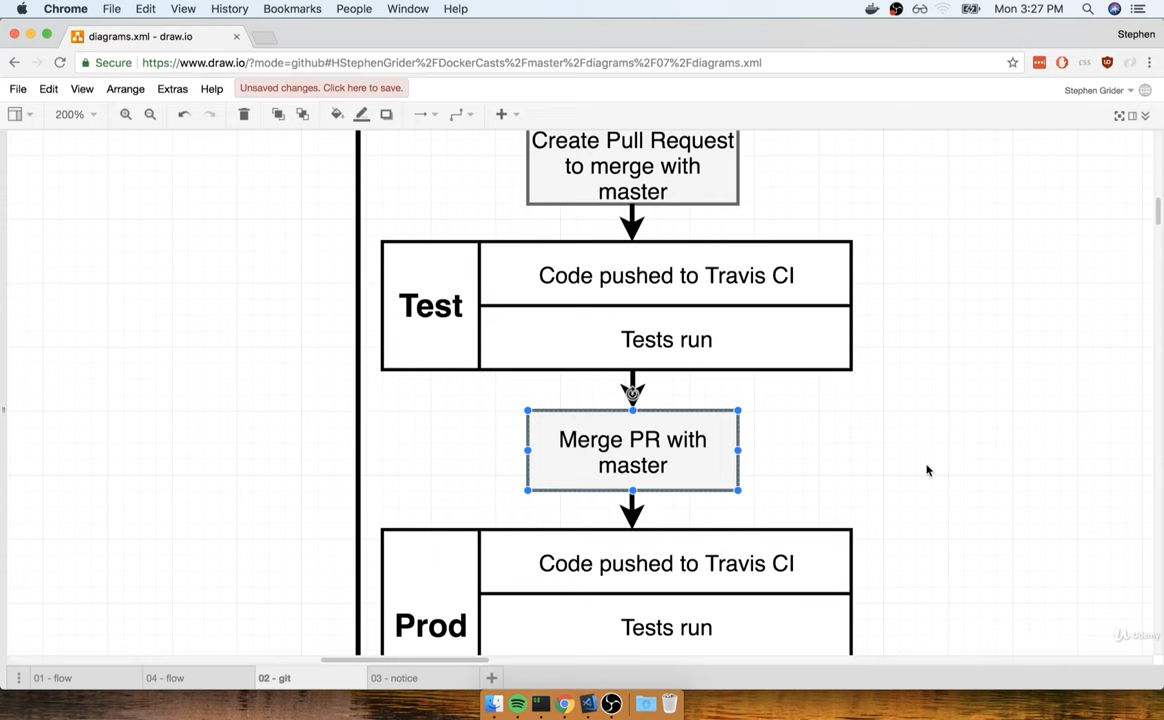 Chrome File Edit View History Bookmarks People Window Help Mon 3:27 PM
diagrams.xml - draw.io Stephen
Secure https://www.draw.io/?mode=github#HStephenGrider%2FDockerCasts%2Fmaster%2Fdiagrams%2F07%2Fdiagrams.xml
File Edit View Arrange Extras Help Unsaved changes. Click here to save. Stephen Grider
200%
Create Pull Request
to merge with
master
Code pushed to Travis CI
Test
Tests run
Merge PR with
master
Code pushed to Travis CI
Prod
Tests run
Udemy
01 - flow 04 - flow 02 - git 03 - notice